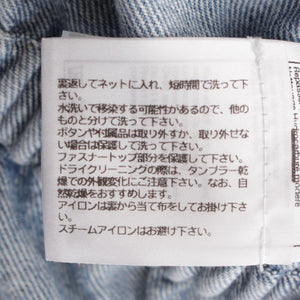 裏返してネットに入れ、短時間で洗って下
さい。
水洗いで移染する可能性があるので、他の
ものと分けて洗って下さい。
ボタンや付属品は取り外すか、取り外せな
い場合は保護して洗って下さい。
ファスナートップ部分を保護して下さい。
ドライクリーニングの際は、タンブラー乾
燥での外観変化にご注意下さい。なお、自
然乾燥をおすすめします。
アイロンは裏から当て布をしてお掛け下さ
い。
スチームアイロンはお避け下さい。